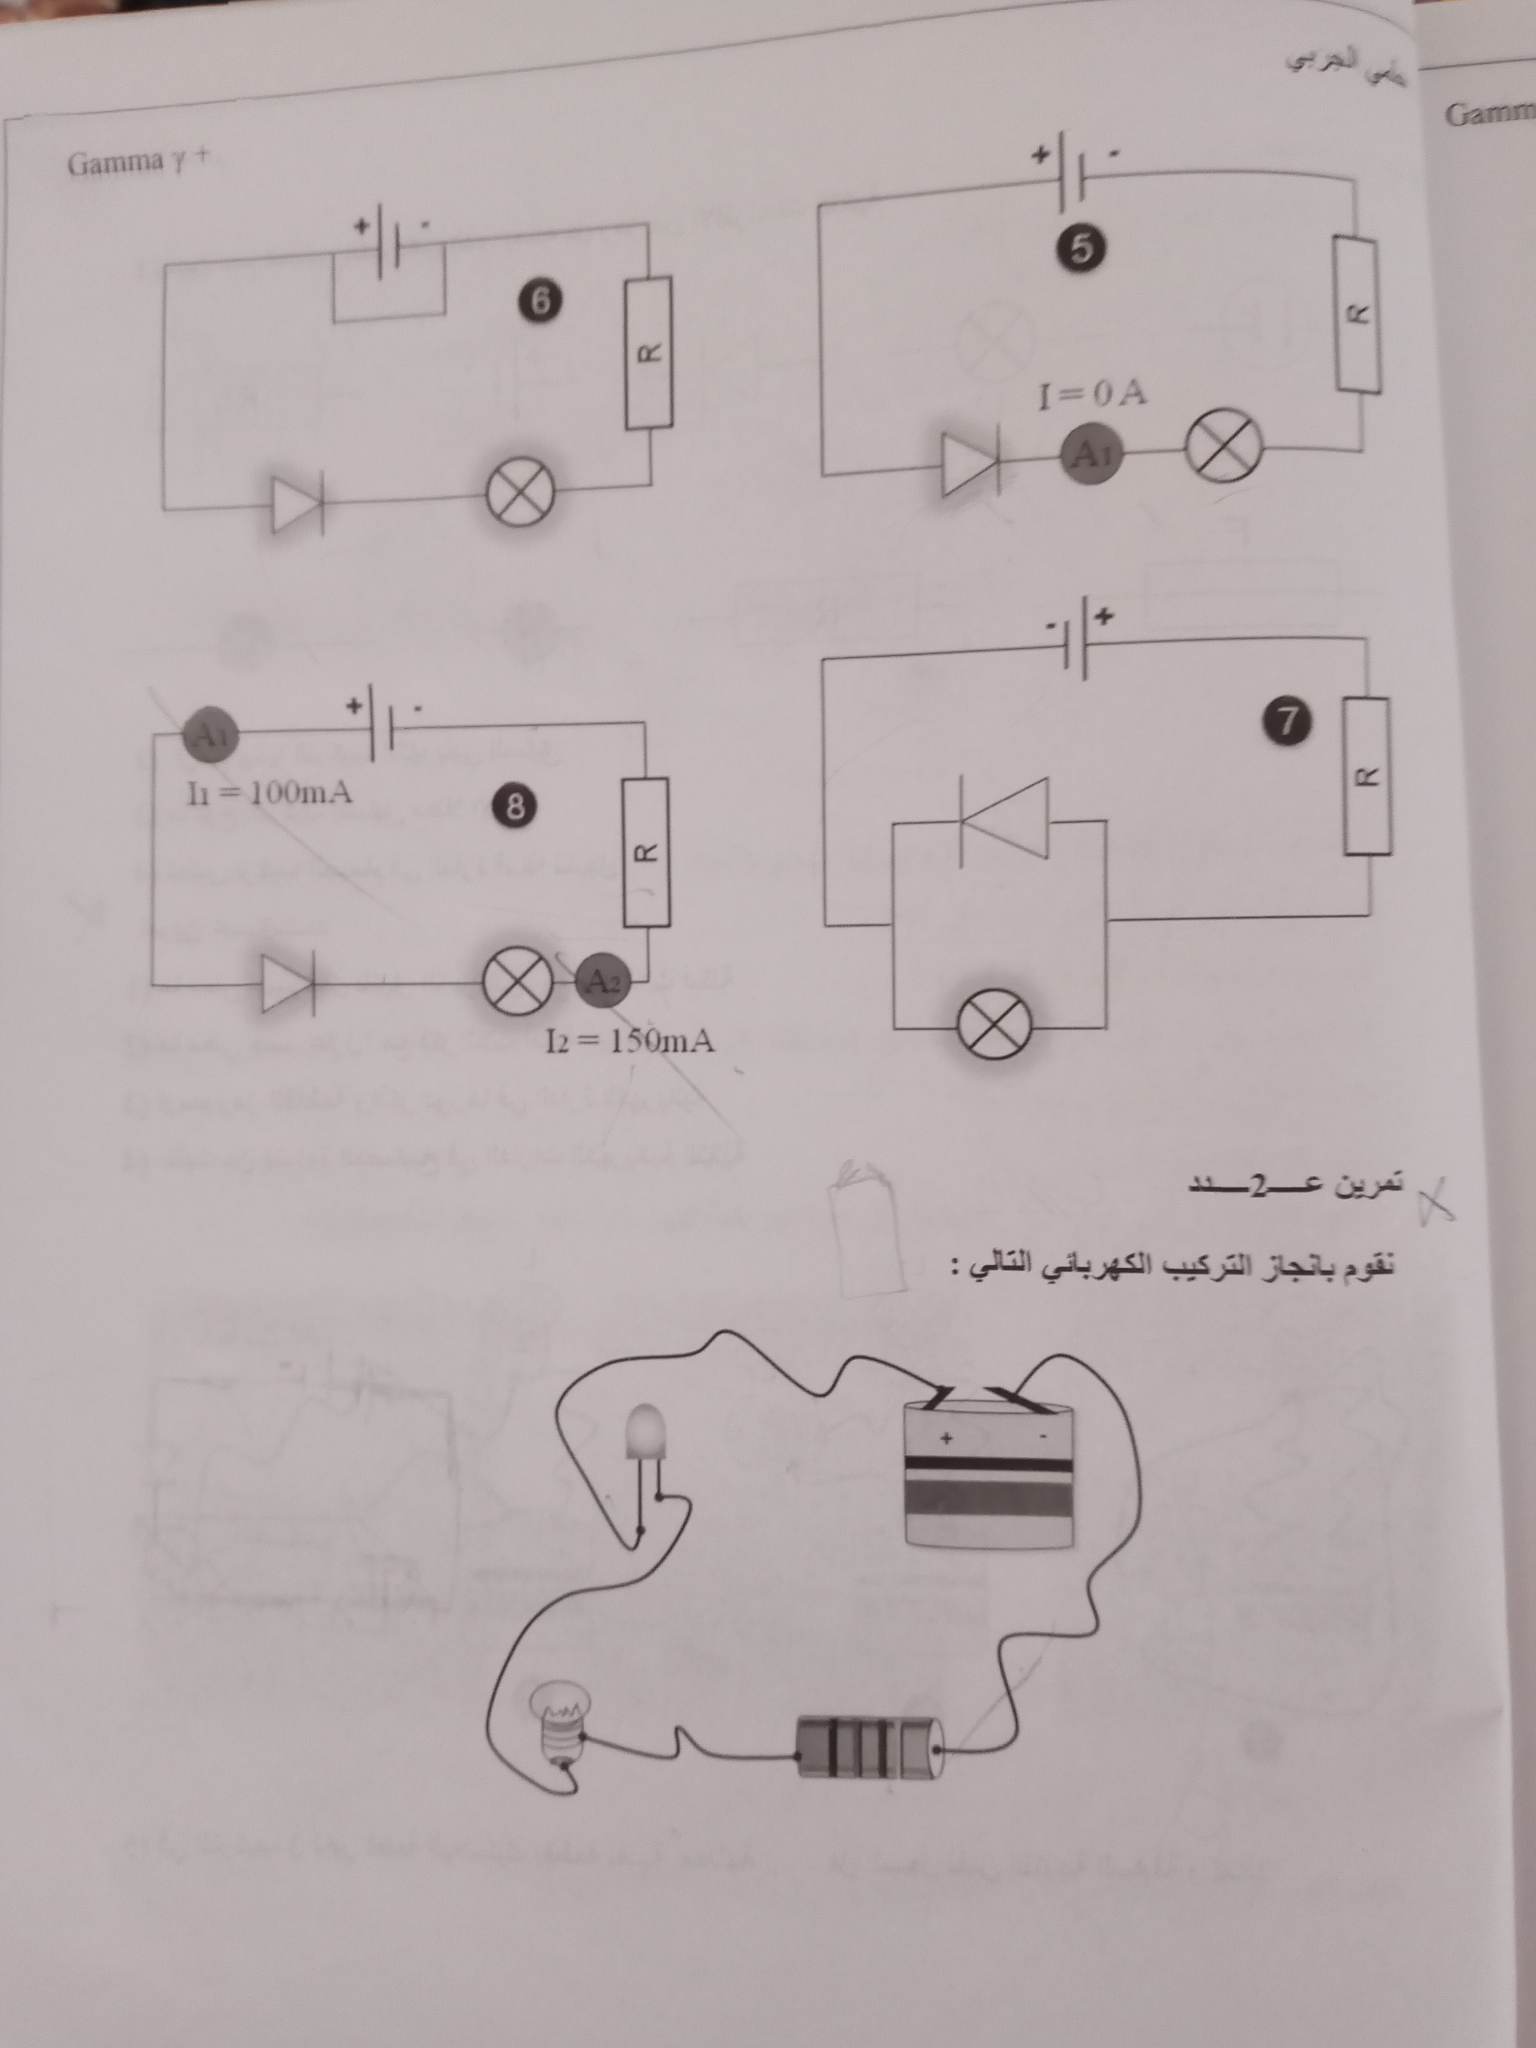 حلمي الجربي
Gamma γ +
Gamm
+ -
5
R
I = 0 A
A1
+ -
6
R
- +
7
R
+ -
A1
I1 = 100mA
8
R
A2
I2 = 150mA
تمرين عـــ2ـــدد
نقوم بانجاز التركيب الكهربائي التالي :
+ -